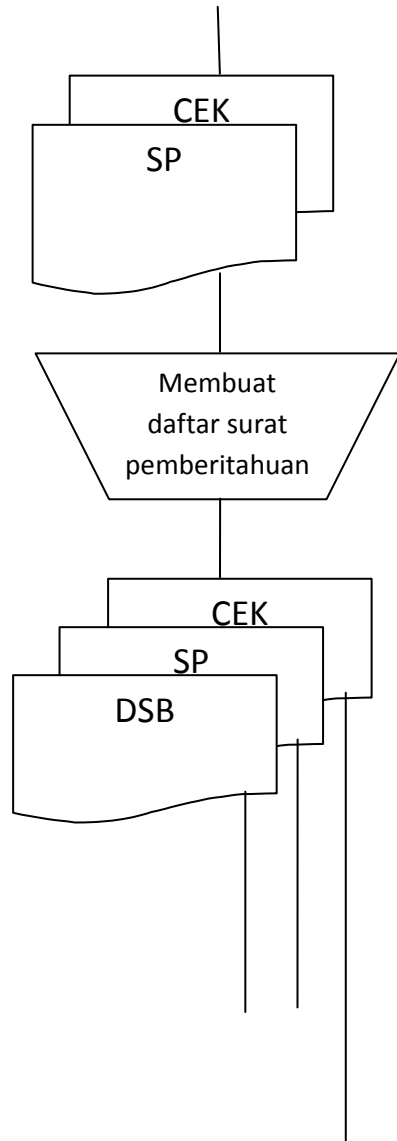 CEK
SP
Membuat
daftar surat
pemberitahuan
CEK
SP
DSB